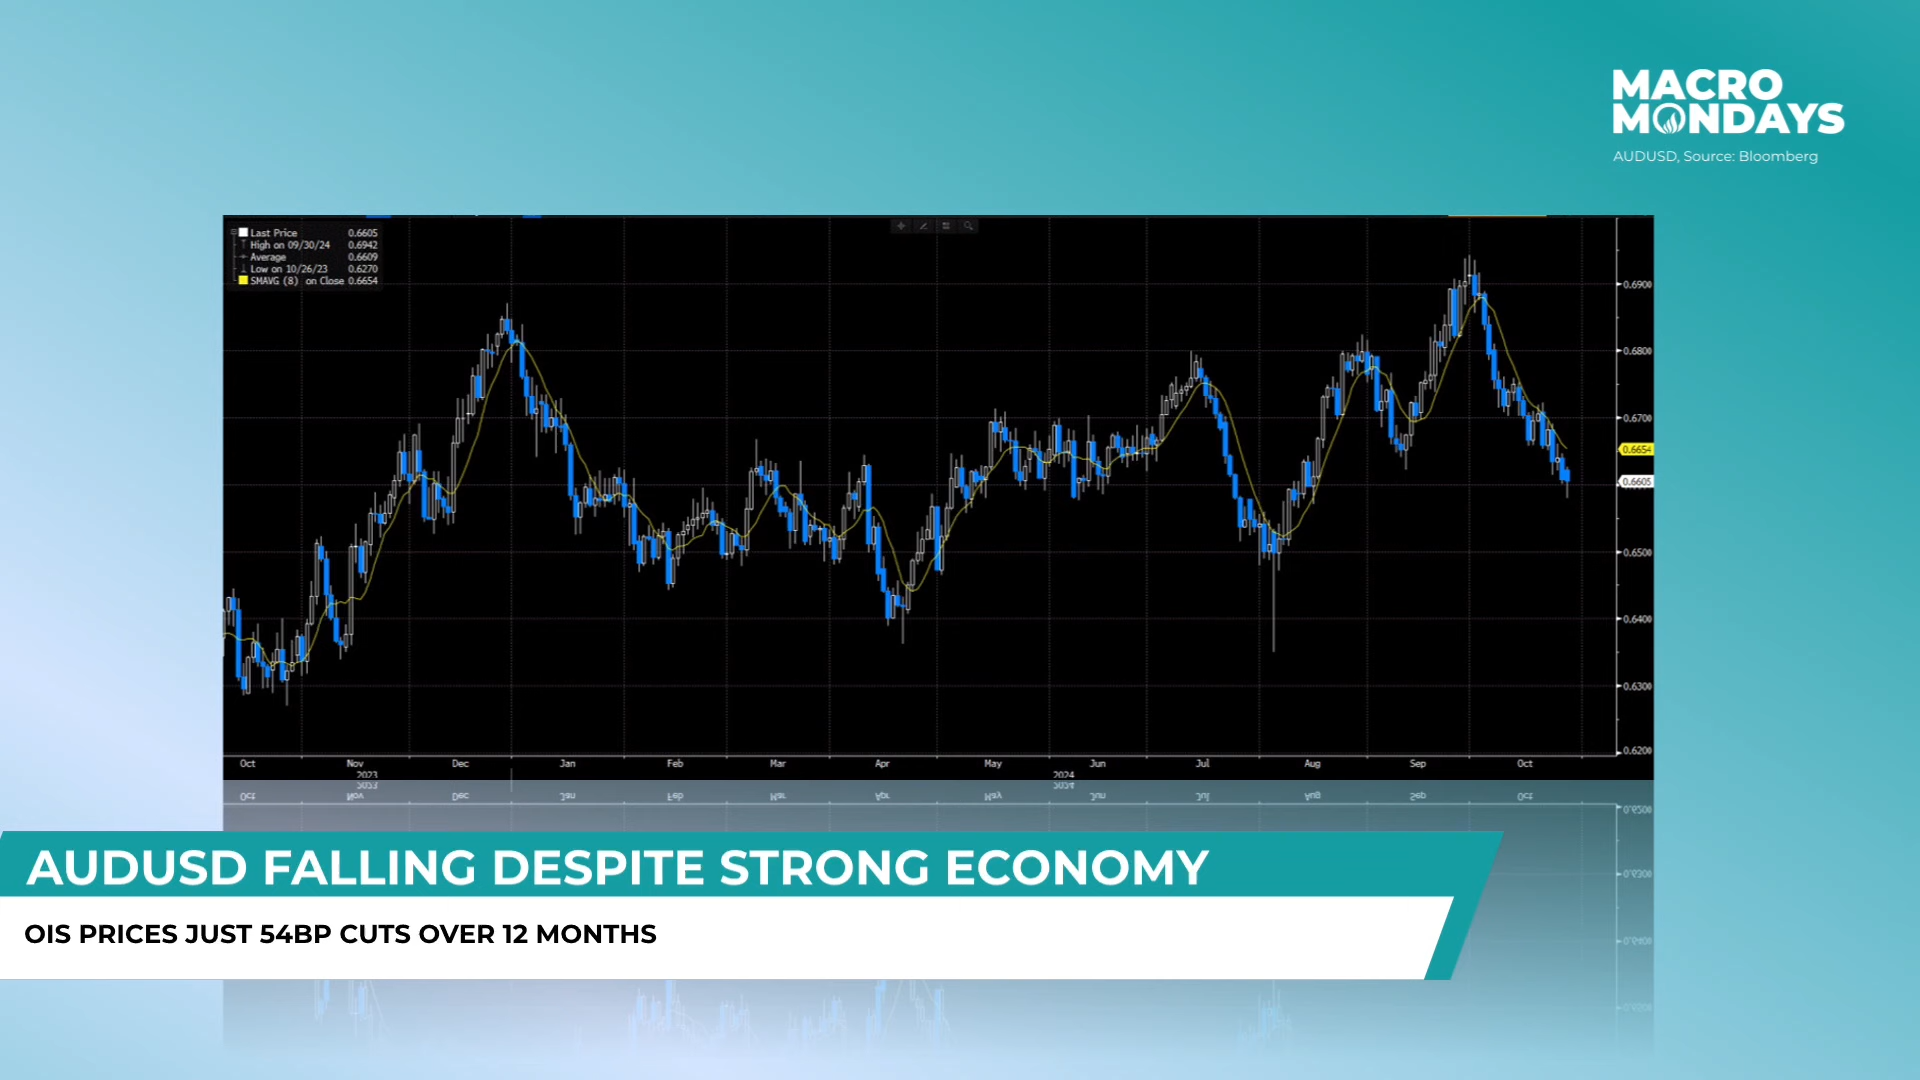 MACRO
MONDAYS
AUDUSD, Source: Bloomberg
Last Price 0.6605
High on 09/30/24 0.6942
Average 0.6609
Low on 10/26/23 0.6270
SMAVG (8) on Close 0.6654
0.6900
0.6800
0.6700
0.6654
0.6605
0.6500
0.6400
0.6300
0.6200
Oct Nov Dec Jan Feb Mar Apr May Jun Jul Aug Sep Oct
2023 2024
AUDUSD FALLING DESPITE STRONG ECONOMY
OIS PRICES JUST 54BP CUTS OVER 12 MONTHS